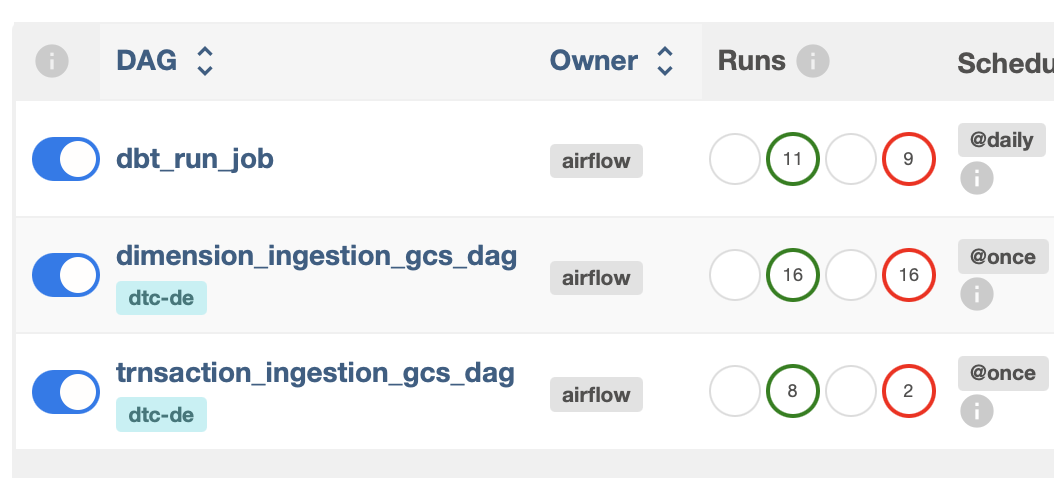 DAG Owner Runs Schedu
dbt_run_job airflow 11 9 @daily
dimension_ingestion_gcs_dag airflow 16 16 @once
dtc-de
trnsaction_ingestion_gcs_dag airflow 8 2 @once
dtc-de